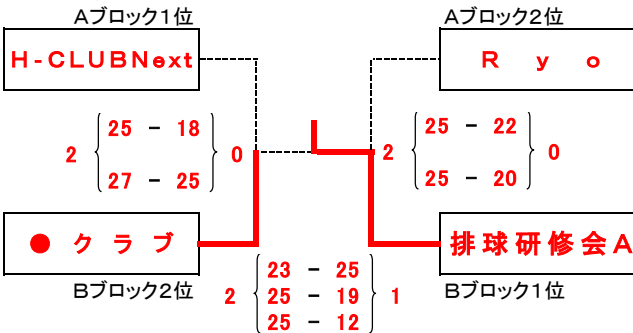 Aブロック1位 Aブロック2位
H-CLUBNext Ryo
2 25 - 18 0 2 25 - 22 0
27 - 25 25 - 20
●クラブ 排球研修会A
Bブロック2位 Bブロック1位
2 23 - 25 1
25 - 19
25 - 12